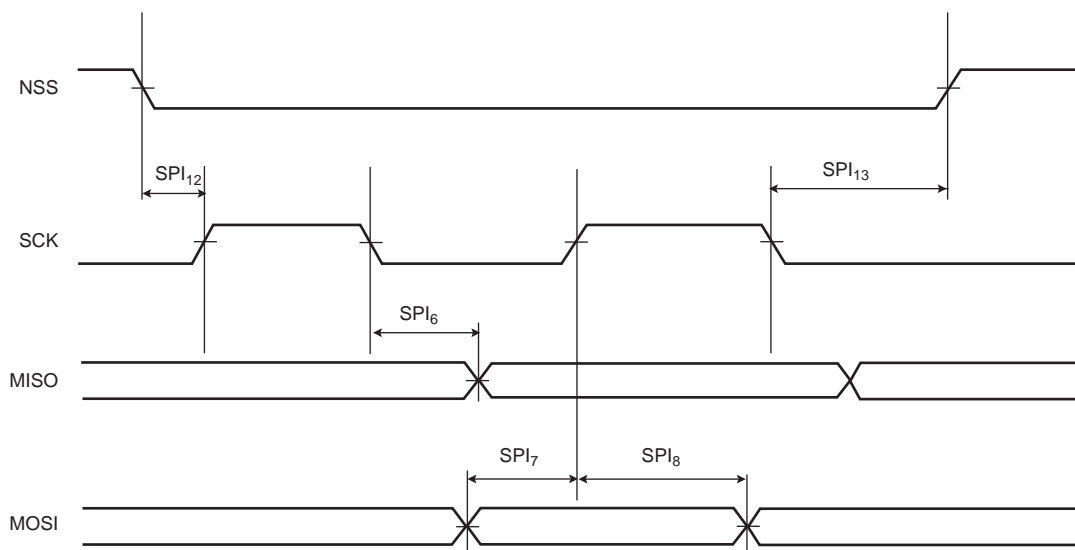 NSS
SPI₁₂
SPI₁₃
SCK
SPI₆
MISO
SPI₇
SPI₈
MOSI